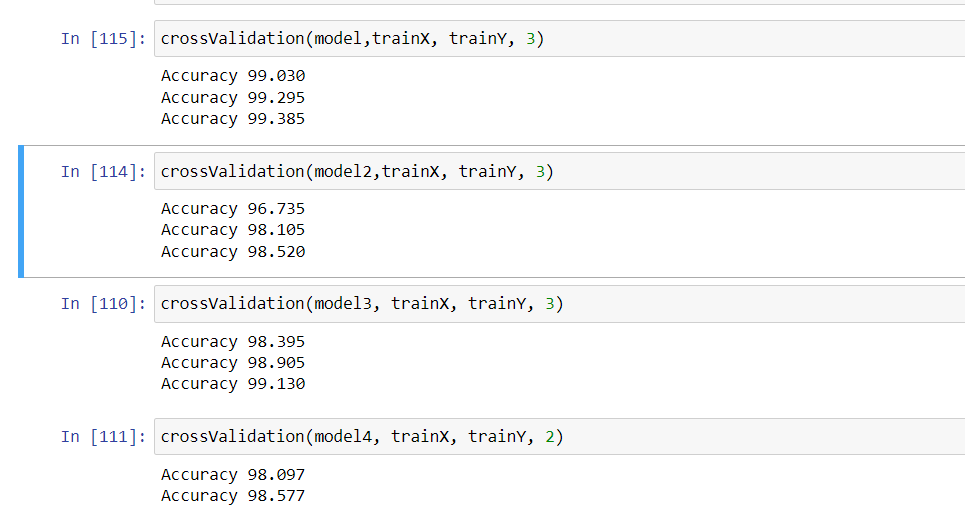 In [115]: crossValidation(model,trainX, trainY, 3)
Accuracy 99.030
Accuracy 99.295
Accuracy 99.385
In [114]: crossValidation(model2,trainX, trainY, 3)
Accuracy 96.735
Accuracy 98.105
Accuracy 98.520
In [110]: crossValidation(model3, trainX, trainY, 3)
Accuracy 98.395
Accuracy 98.905
Accuracy 99.130
In [111]: crossValidation(model4, trainX, trainY, 2)
Accuracy 98.097
Accuracy 98.577